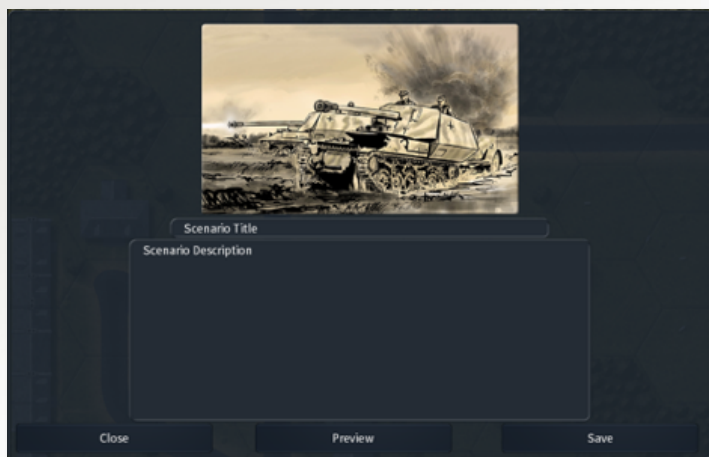 Scenario Title
Scenario Description
Close
Preview
Save